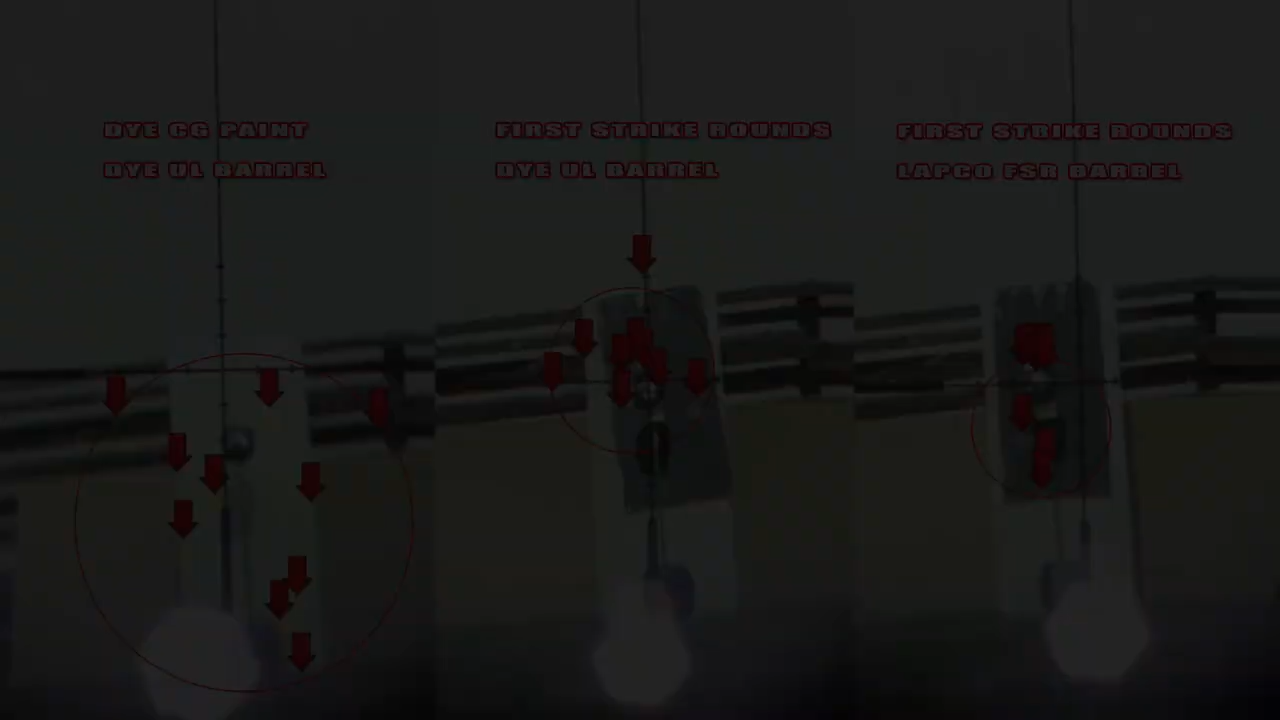 DYE CG PAINT
DYE UL BARREL
FIRST STRIKE ROUNDS
DYE UL BARREL
FIRST STRIKE ROUNDS
LAPCO FSR BARREL